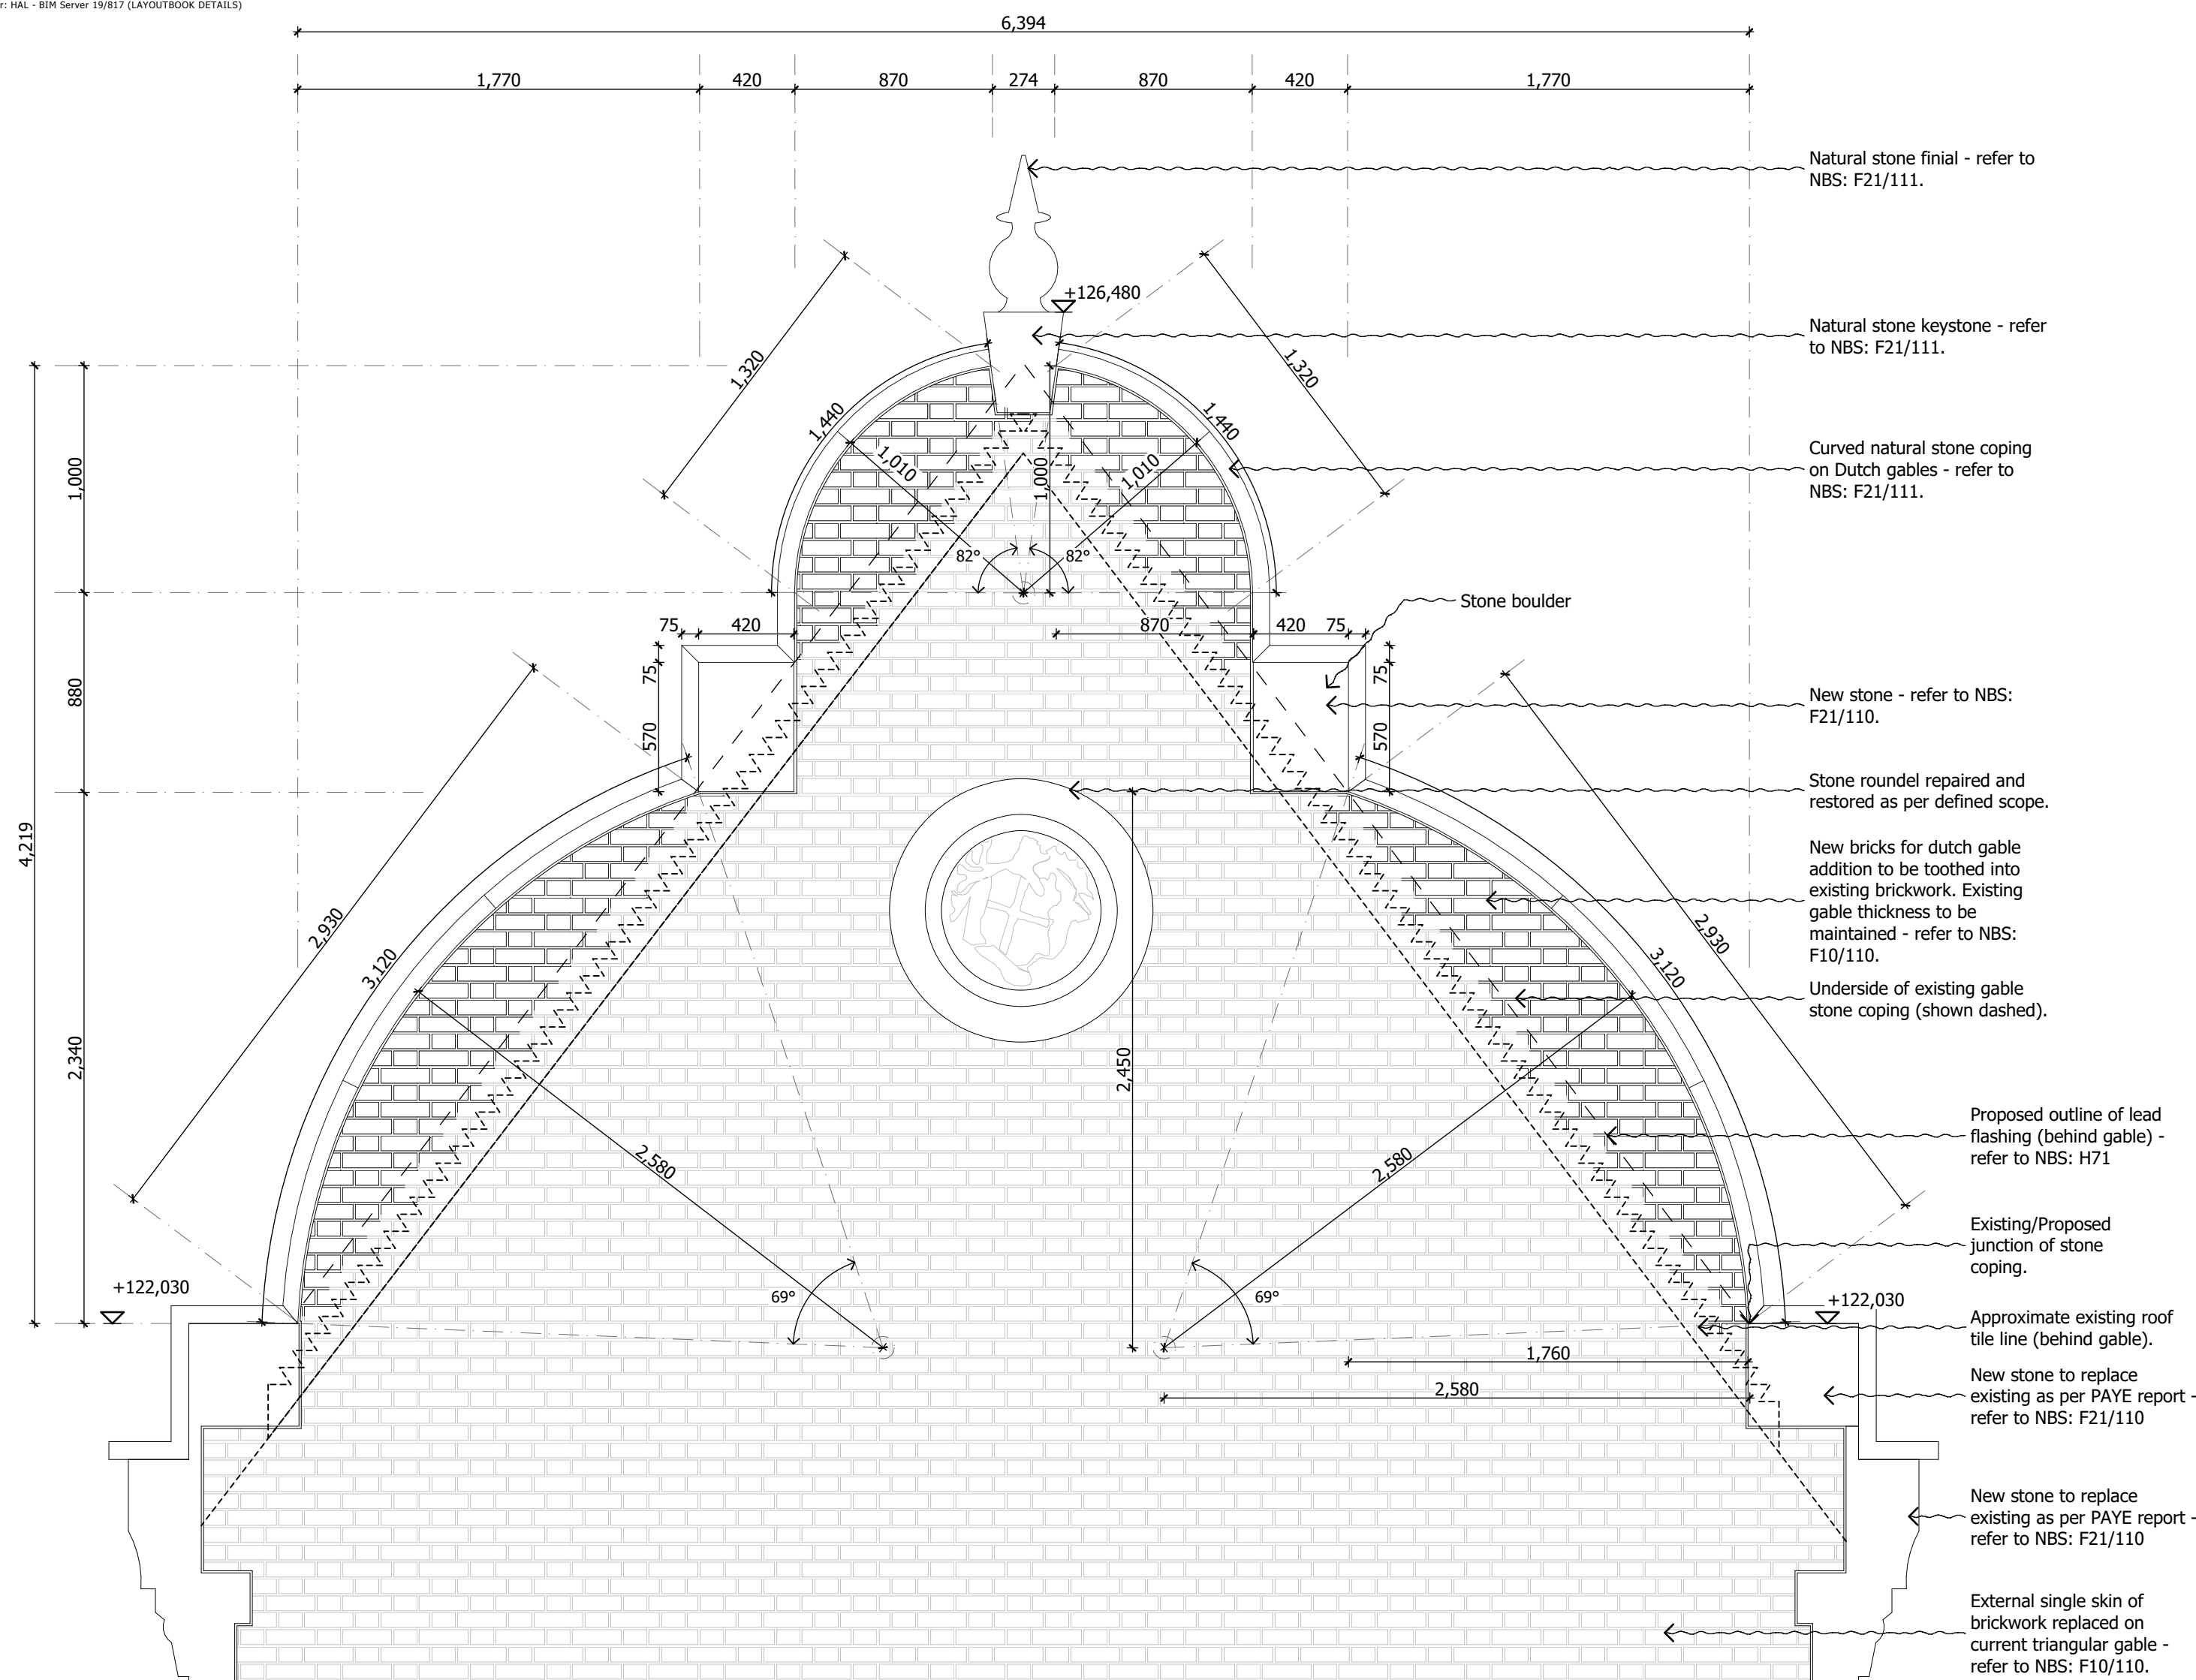 r: HAL - BIM Server 19/817 (LAYOUTBOOK DETAILS)
6,394
1,770
420
870
274
870
420
1,770
Natural stone finial - refer to
NBS: F21/111.
+126,480
Natural stone keystone - refer
to NBS: F21/111.
1,320
1,320
1,440
1,440
Curved natural stone coping
on Dutch gables - refer to
NBS: F21/111.
1,000
1,010
1,000
1,010
82°
82°
Stone boulder
75
420
870
420
75
75
75
880
570
570
New stone - refer to NBS:
F21/110.
Stone roundel repaired and
restored as per defined scope.
4,219
New bricks for dutch gable
addition to be toothed into
existing brickwork. Existing
gable thickness to be
maintained - refer to NBS:
F10/110.
2,930
3,120
3,120
2,930
Underside of existing gable
stone coping (shown dashed).
2,340
2,450
Proposed outline of lead
flashing (behind gable) -
refer to NBS: H71
2,580
2,580
Existing/Proposed
junction of stone
coping.
69°
69°
+122,030
+122,030
Approximate existing roof
tile line (behind gable).
1,760
2,580
New stone to replace
existing as per PAYE report -
refer to NBS: F21/110
New stone to replace
existing as per PAYE report -
refer to NBS: F21/110
External single skin of
brickwork replaced on
current triangular gable -
refer to NBS: F10/110.